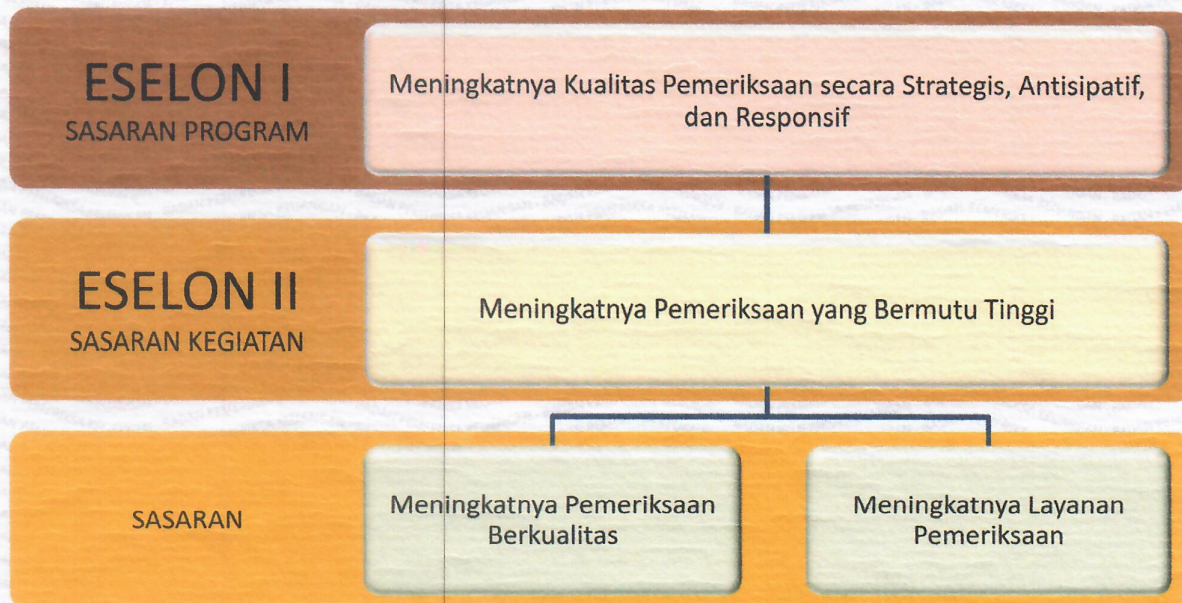 ESELON I
SASARAN PROGRAM
Meningkatnya Kualitas Pemeriksaan secara Strategis, Antisipatif,
dan Responsif
ESELON II
SASARAN KEGIATAN
Meningkatnya Pemeriksaan yang Bermutu Tinggi
SASARAN
Meningkatnya Pemeriksaan
Berkualitas
Meningkatnya Layanan
Pemeriksaan